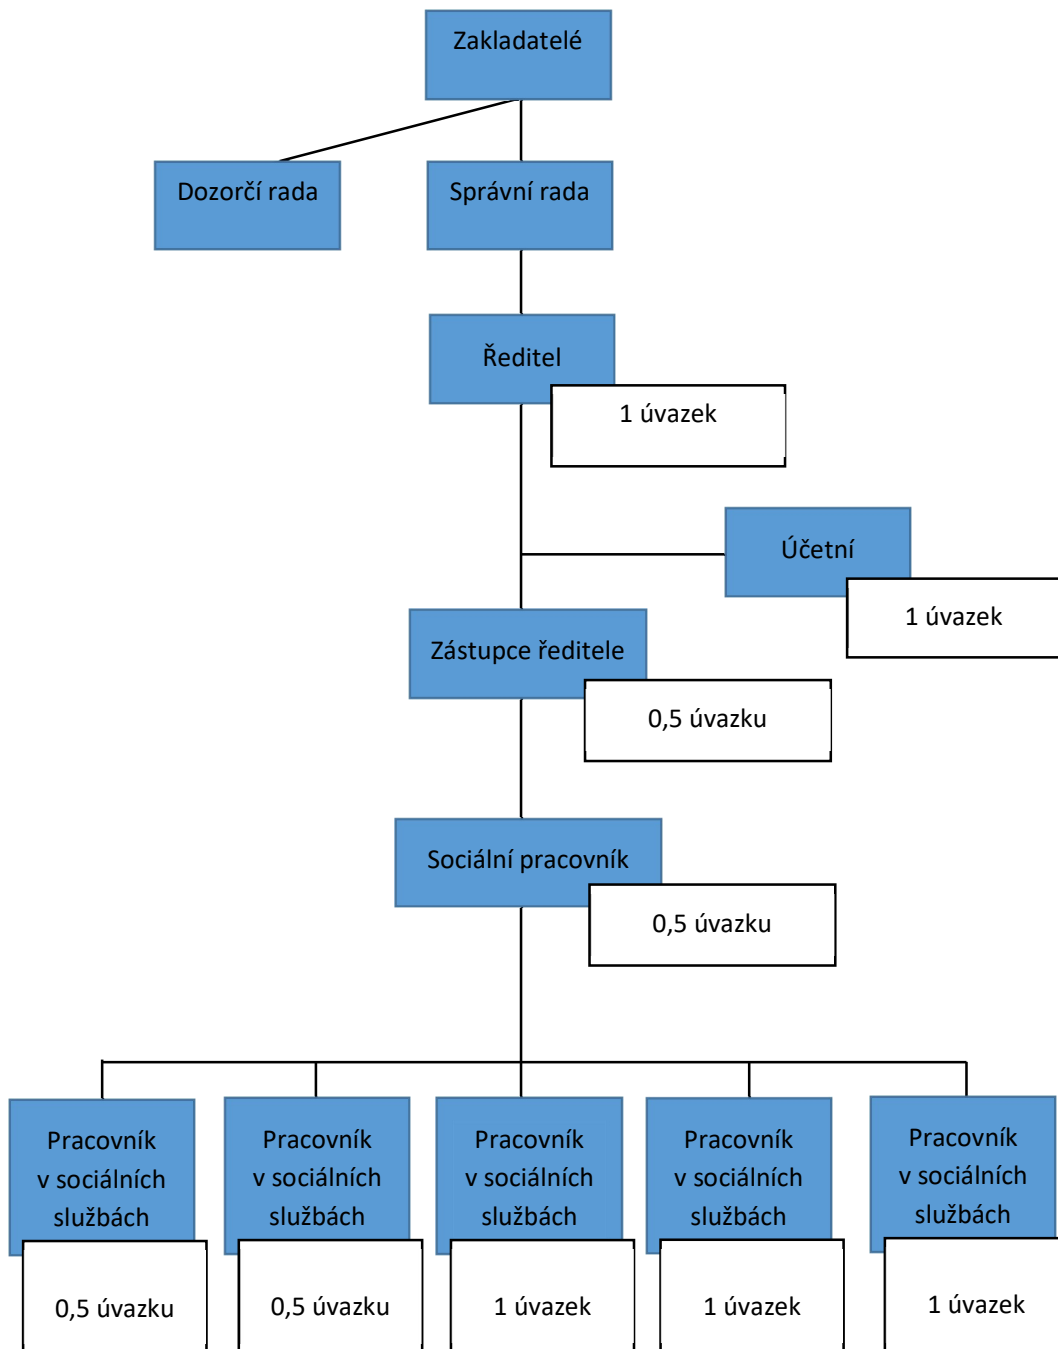 Zakladatelé
Dozorčí rada
Správní rada
Ředitel
1 úvazek
Účetní
1 úvazek
Zástupce ředitele
0,5 úvazku
Sociální pracovník
0,5 úvazku
Pracovník
v sociálních
službách
0,5 úvazku
Pracovník
v sociálních
službách
0,5 úvazku
Pracovník
v sociálních
službách
1 úvazek
Pracovník
v sociálních
službách
1 úvazek
Pracovník
v sociálních
službách
1 úvazek